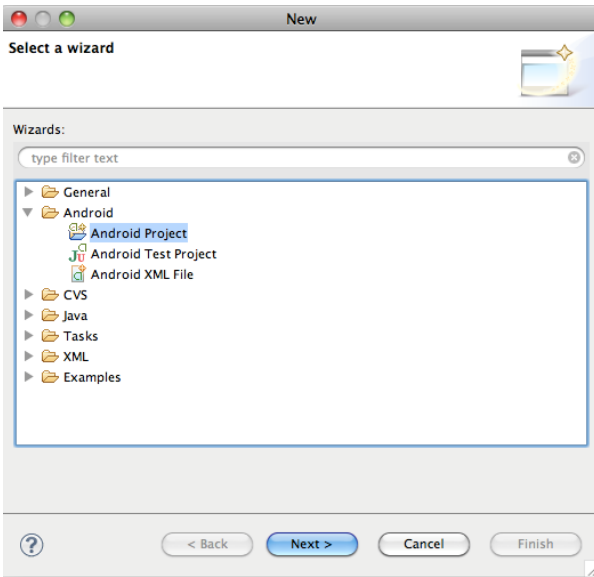 New
Select a wizard
Wizards:
type filter text
General
Android
Android Project
Android Test Project
Android XML File
CVS
Java
Tasks
XML
Examples
? < Back Next > Cancel Finish